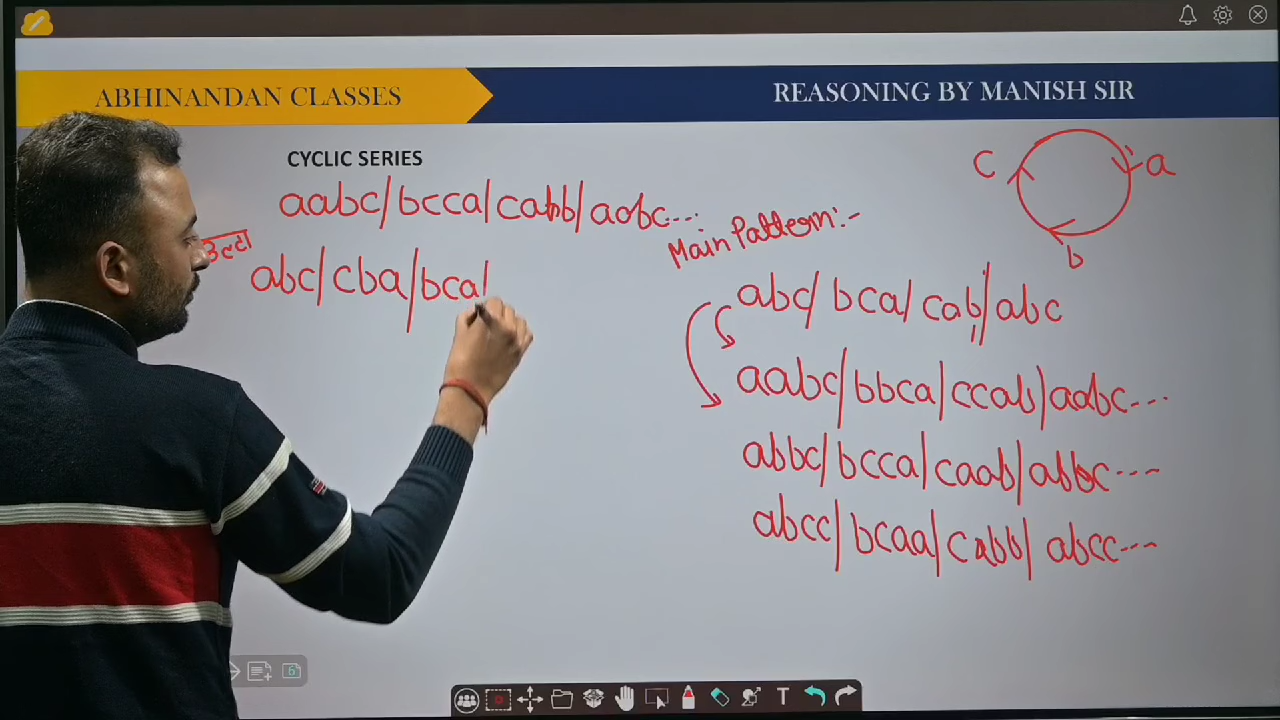 ABHINANDAN CLASSES
REASONING BY MANISH SIR
CYCLIC SERIES
aabc/bcca/cabb/aabc...
Main Pattern:-
उल्टा
abc/cba/bca/
c
a
b
abc/bca/cab/abc
aabc/bbca/ccab/aabc...
abbc/bcca/caab/abbc...
abcc/bcaa/cabb/abcc...
T